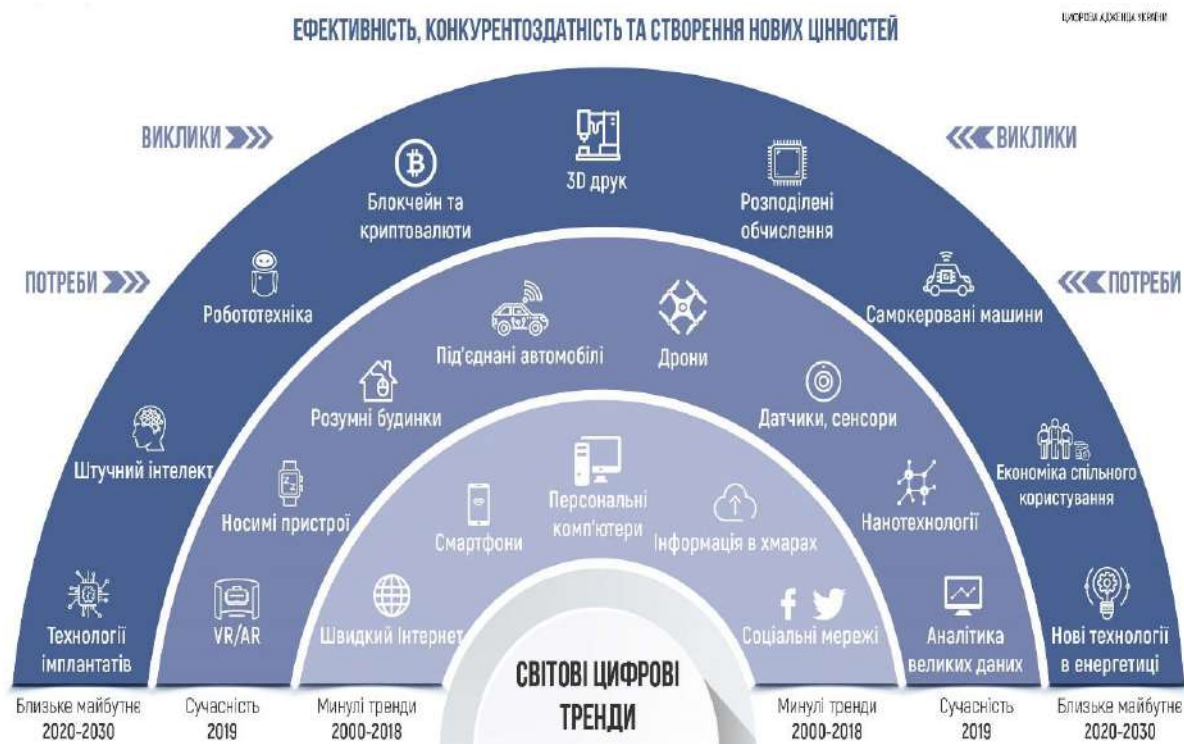 ЦИФРОВА АДЖЕНДА УКРАЇНИ
ЕФЕКТИВНІСТЬ, КОНКУРЕНТОЗДАТНІСТЬ ТА СТВОРЕННЯ НОВИХ ЦІННОСТЕЙ
ВИКЛИКИ
ВИКЛИКИ
ПОТРЕБИ
ПОТРЕБИ
Технології
імплантатів
Штучний інтелект
Робототехніка
Блокчейн та
криптовалюти
3D друк
Розподілені
обчислення
Самокеровані машини
Економіка спільного
користування
Нові технології
в енергетиці
VR/AR
Носимі пристрої
Розумні будинки
Під'єднані автомобілі
Дрони
Датчики, сенсори
Нанотехнології
Аналітика
великих даних
Швидкий Інтернет
Смартфони
Персональні
комп'ютери
Інформація в хмарах
Соціальні мережі
СВІТОВІ ЦИФРОВІ
ТРЕНДИ
Близьке майбутнє
2020-2030
Сучасність
2019
Минулі тренди
2000-2018
Минулі тренди
2000-2018
Сучасність
2019
Близьке майбутнє
2020-2030